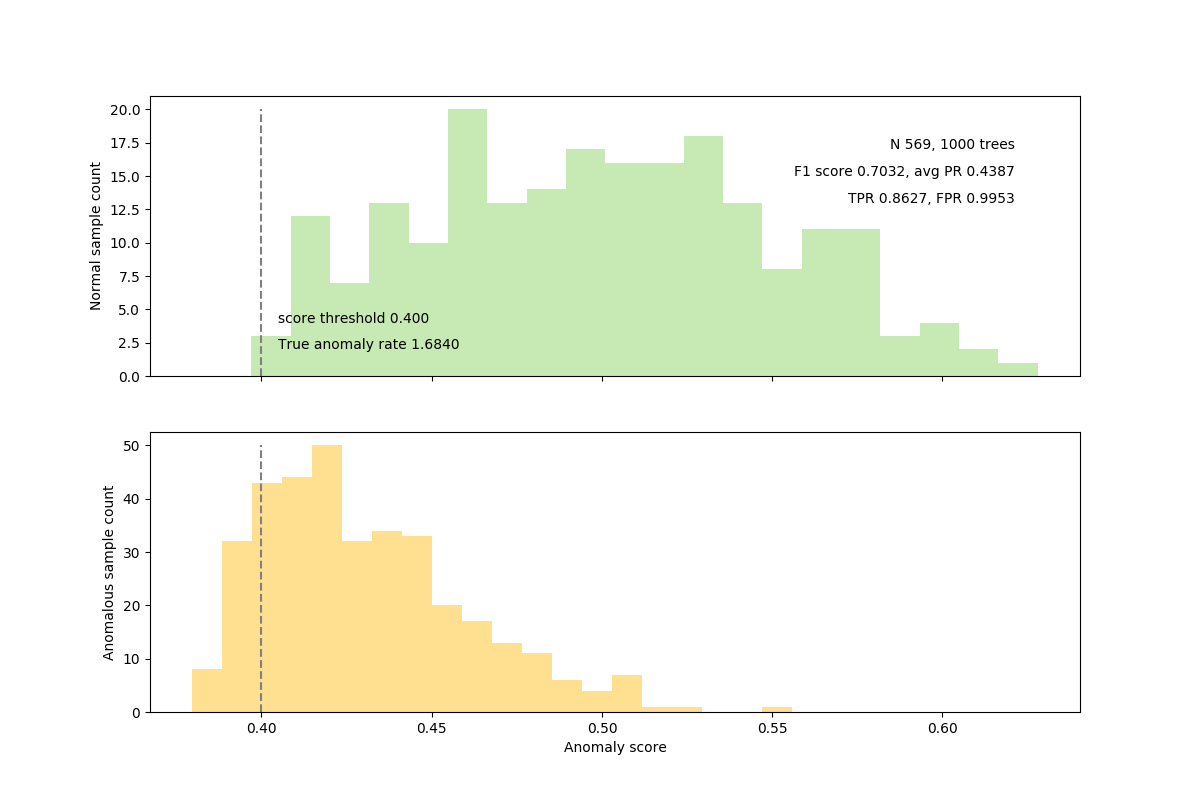 Normal sample count
20.0
17.5
15.0
12.5
10.0
7.5
5.0
2.5
0.0
N 569, 1000 trees
F1 score 0.7032, avg PR 0.4387
TPR 0.8627, FPR 0.9953
score threshold 0.400
True anomaly rate 1.6840
Anomalous sample count
50
40
30
20
10
0
0.40 0.45 0.50 0.55 0.60
Anomaly score